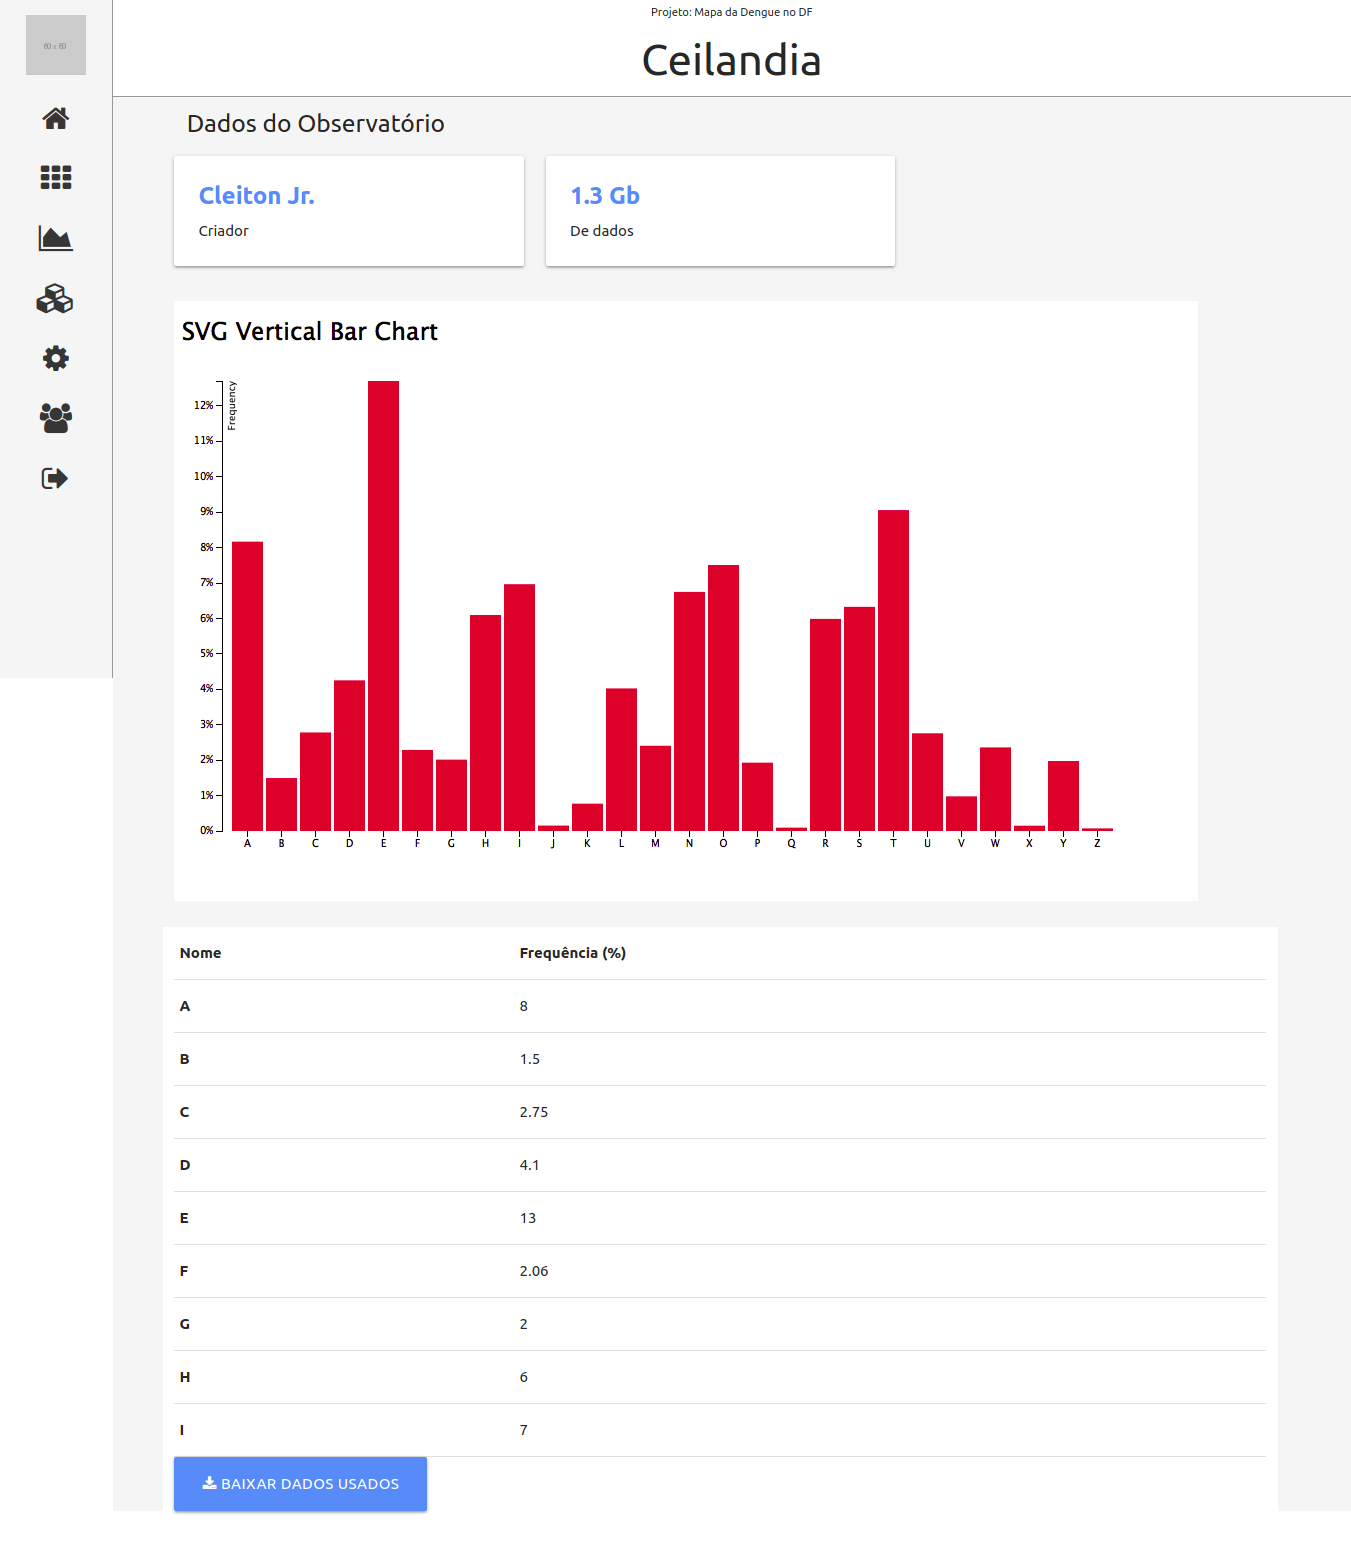 60 x 60
Projeto: Mapa da Dengue no DF
Ceilandia
Dados do Observatório
Cleiton Jr.
Criador
1.3 Gb
De dados
SVG Vertical Bar Chart
Frequency
12%
11%
10%
9%
8%
7%
6%
5%
4%
3%
2%
1%
0%
A B C D E F G H I J K L M N O P Q R S T U V W X Y Z
Nome Frequência (%)
A 8
B 1.5
C 2.75
D 4.1
E 13
F 2.06
G 2
H 6
I 7
BAIXAR DADOS USADOS